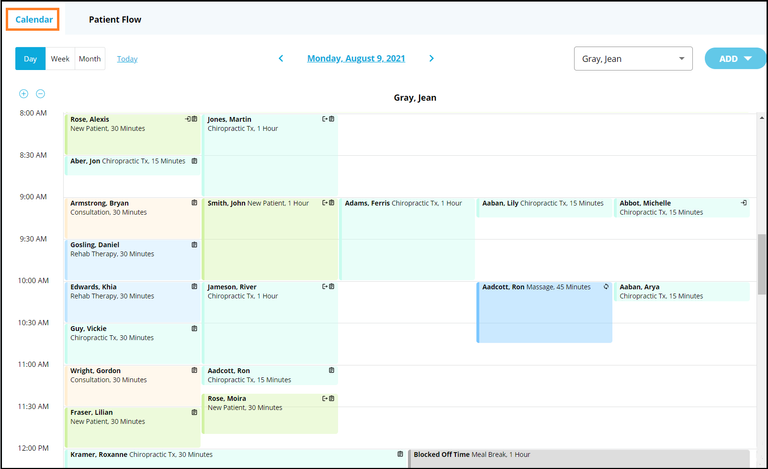 Calendar
Patient Flow
Day
Week
Month
Today
Monday, August 9, 2021
Gray, Jean
ADD
Gray, Jean
8:00 AM
Rose, Alexis
New Patient, 30 Minutes
Jones, Martin
Chiropractic Tx, 1 Hour
8:30 AM
Aber, Jon Chiropractic Tx, 15 Minutes
9:00 AM
Armstrong, Bryan
Consultation, 30 Minutes
Smith, John New Patient, 1 Hour
Adams, Ferris Chiropractic Tx, 1 Hour
Aaban, Lily Chiropractic Tx, 15 Minutes
Abbot, Michelle
Chiropractic Tx, 15 Minutes
9:30 AM
Gosling, Daniel
Rehab Therapy, 30 Minutes
10:00 AM
Edwards, Khia
Rehab Therapy, 30 Minutes
Jameson, River
Chiropractic Tx, 1 Hour
Aadcott, Ron Massage, 45 Minutes
Aaban, Arya
Chiropractic Tx, 15 Minutes
10:30 AM
Guy, Vickie
Chiropractic Tx, 30 Minutes
11:00 AM
Wright, Gordon
Consultation, 30 Minutes
Aadcott, Ron
Chiropractic Tx, 15 Minutes
Rose, Moira
New Patient, 30 Minutes
11:30 AM
Fraser, Lilian
New Patient, 30 Minutes
12:00 PM
Kramer, Roxanne Chiropractic Tx, 30 Minutes
Blocked Off Time Meal Break, 1 Hour